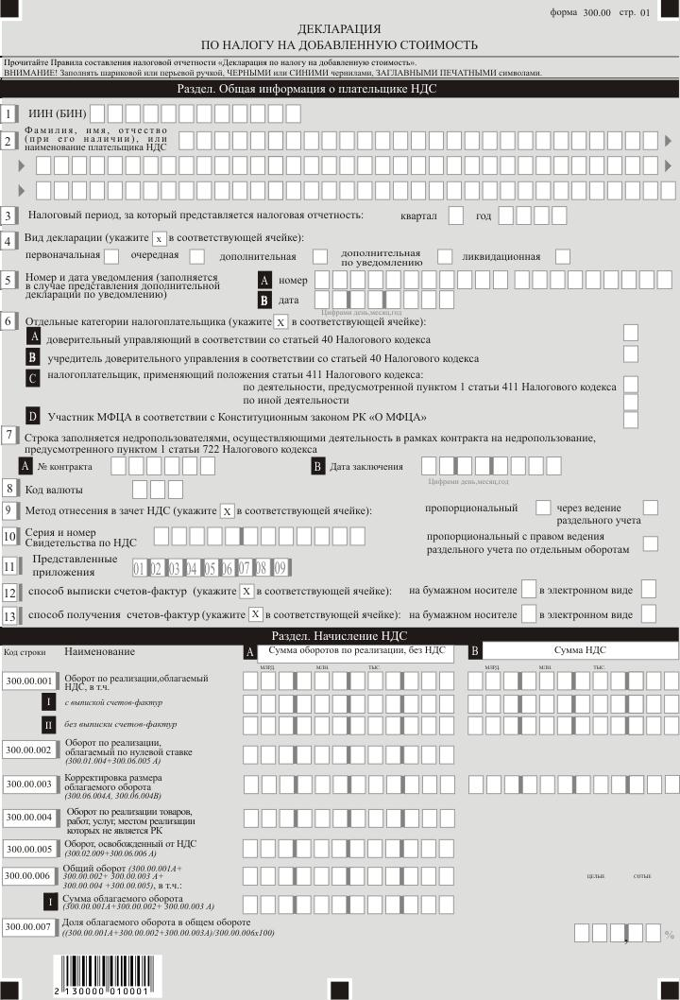 форма 300.00 стр. 01
ДЕКЛАРАЦИЯ
ПО НАЛОГУ НА ДОБАВЛЕННУЮ СТОИМОСТЬ
Прочитайте Правила составления налоговой отчетности «Декларация по налогу на добавленную стоимость».
ВНИМАНИЕ! Заполнять шариковой или перьевой ручкой, ЧЕРНЫМИ или СИНИМИ чернилами, ЗАГЛАВНЫМИ ПЕЧАТНЫМИ символами.
Раздел. Общая информация о плательщике НДС
1 ИИН (БИН)
2 Фамилия, имя, отчество
(при его наличии), или
наименование плательщика НДС
3 Налоговый период, за который представляется налоговая отчетность: квартал год
4 Вид декларации (укажите x в соответствующей ячейке):
первоначальная очередная дополнительная дополнительная
по уведомлению ликвидационная
5 Номер и дата уведомления (заполняется
в случае представления дополнительной
декларации по уведомлению)
A номер
B дата
Цифрами день,месяц,год
6 Отдельные категории налогоплательщика (укажите X в соответствующей ячейке):
A доверительный управляющий в соответствии со статьей 40 Налогового кодекса
B учредитель доверительного управления в соответствии со статьей 40 Налогового кодекса
C налогоплательщик, применяющий положения статьи 411 Налогового кодекса:
по деятельности, предусмотренной пунктом 1 статьи 411 Налогового кодекса
по иной деятельности
D Участник МФЦА в соответствии с Конституционным законом РК «О МФЦА»
7 Строка заполняется недропользователями, осуществляющими деятельность в рамках контракта на недропользование,
предусмотренного пунктом 1 статьи 722 Налогового кодекса
A № контракта B Дата заключения
Цифрами день,месяц,год
8 Код валюты
9 Метод отнесения в зачет НДС (укажите X в соответствующей ячейке): пропорциональный через ведение
раздельного учета
10 Серия и номер
Свидетельства по НДС
пропорциональный с правом ведения
раздельного учета по отдельным оборотам
11 Представленные
приложения
01 02 03 04 05 06 07 08 09
12 способ выписки счетов-фактур (укажите X в соответствующей ячейке): на бумажном носителе в электронном виде
13 способ получения счетов-фактур (укажите X в соответствующей ячейке): на бумажном носителе в электронном виде
Раздел. Начисление НДС
Код строки Наименование A Сумма оборотов по реализации, без НДС B Сумма НДС
млрд. млн. тыс. млрд. млн. тыс.
300.00.001 Оборот по реализации,облагаемый
НДС, в т.ч.
I с выпиской счетов-фактур
II без выписки счетов-фактур
300.00.002 Оборот по реализации,
облагаемый по нулевой ставке
(300.01.004+300.06.005 А)
300.00.003 Корректировка размера
облагаемого оборота
(300.06.004А, 300.06.004В)
300.00.004 Оборот по реализации товаров,
работ, услуг, местом реализации
которых не является РК
300.00.005 Оборот, освобожденный от НДС
(300.02.009+300.06.006 А)
300.00.006 Общий оборот (300.00.001А+
300.00.002+ 300.00.003 А+
300.00.004 +300.00.005), в т.ч.:
целые сотые
I Сумма облагаемого оборота
(300.00.001А+300.00.002+ 300.00.003 А)
300.00.007 Доля облагаемого оборота в общем обороте
((300.00.001А+300.00.002+300.00.003А)/300.00.006х100)
, %
2 130000 010001